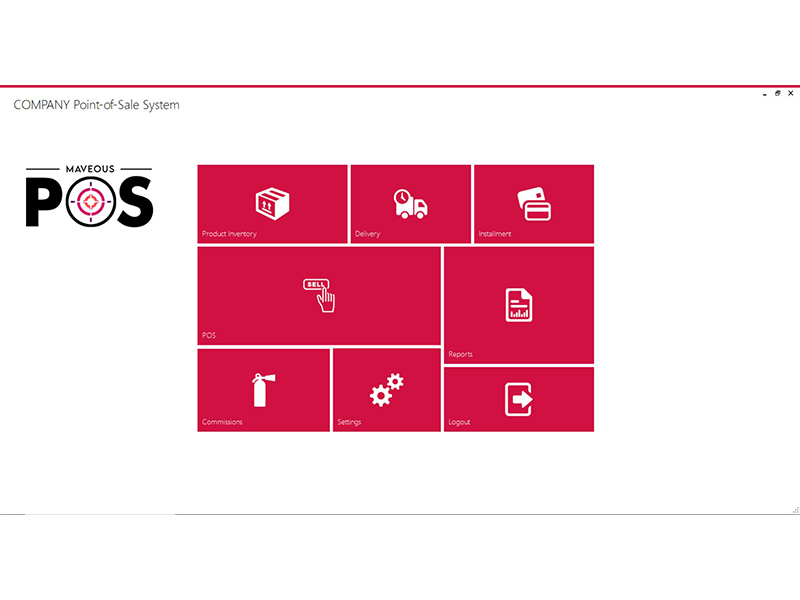 COMPANY Point-of-Sale System
MAVEOUS
POS
Product Inventory
Delivery
Installment
SELL
POS
Reports
Commissions
Settings
Logout